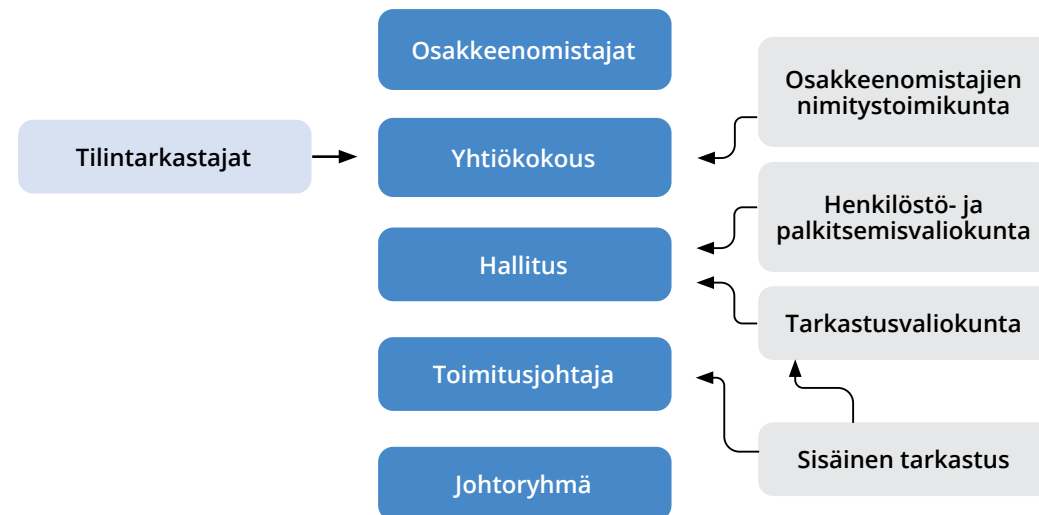 Osakkeenomistajat
Osakkeenomistajien
nimitystoimikunta
Tilintarkastajat
Yhtiökokous
Henkilöstö- ja
palkitsemisvaliokunta
Hallitus
Tarkastusvaliokunta
Toimitusjohtaja
Sisäinen tarkastus
Johtoryhmä